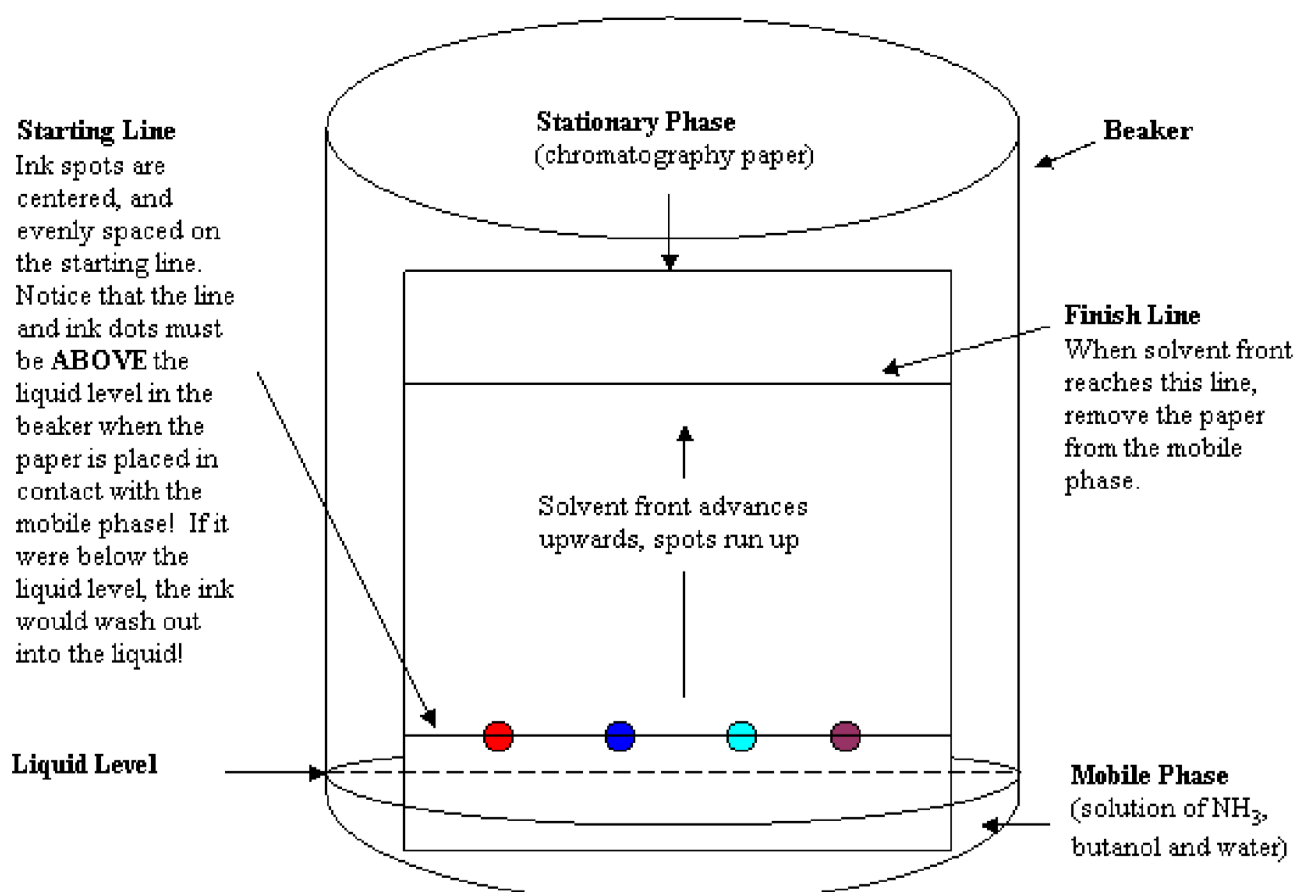 Starting Line
Ink spots are
centered, and
evenly spaced on
the starting line.
Notice that the line
and ink dots must
be ABOVE the
liquid level in the
beaker when the
paper is placed in
contact with the
mobile phase! If it
were below the
liquid level, the ink
would wash out
into the liquid!
Stationary Phase
(chromatography paper)
Beaker
Finish Line
When solvent front
reaches this line,
remove the paper
from the mobile
phase.
Solvent front advances
upwards, spots run up
Liquid Level
Mobile Phase
(solution of NH₃,
butanol and water)